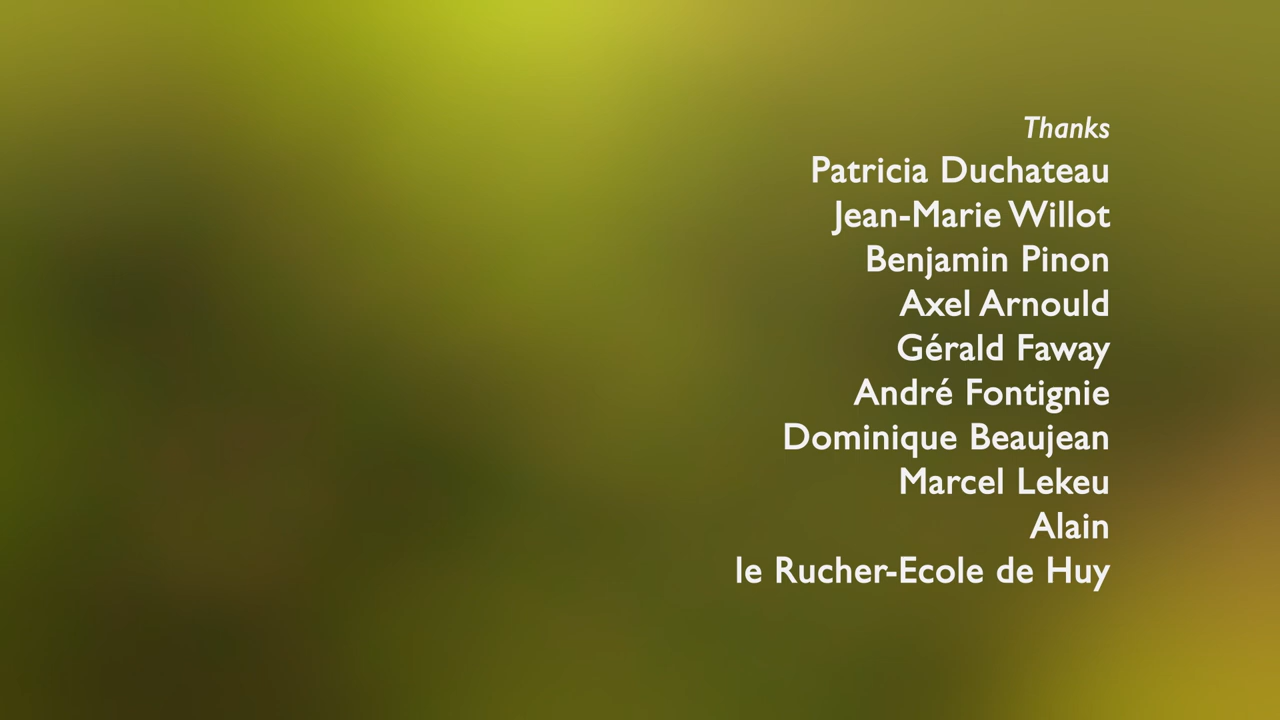 Thanks
Patricia Duchateau
Jean-Marie Willot
Benjamin Pinon
Axel Arnould
Gérald Faway
André Fontignie
Dominique Beaujean
Marcel Lekeu
Alain
le Rucher-Ecole de Huy